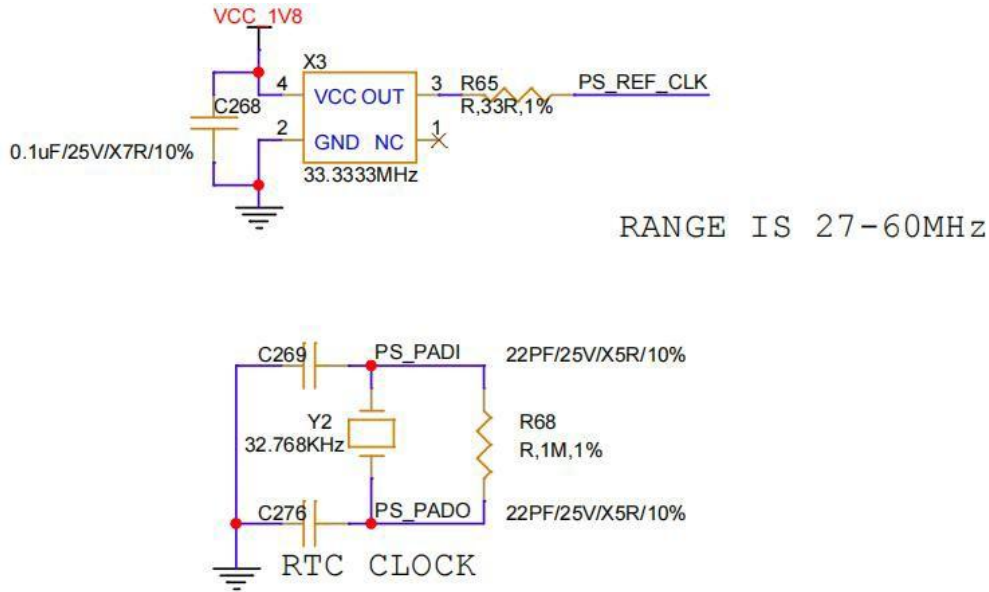 VCC_1V8
X3
4
VCC OUT
3
R65
PS_REF_CLK
C268
R,33R,1%
2
GND NC
1
0.1uF/25V/X7R/10%
33.3333MHz
RANGE IS 27-60MHz
C269
PS_PADI
22PF/25V/X5R/10%
Y2
R68
32.768KHz
R,1M,1%
C276
PS_PADO
22PF/25V/X5R/10%
RTC CLOCK